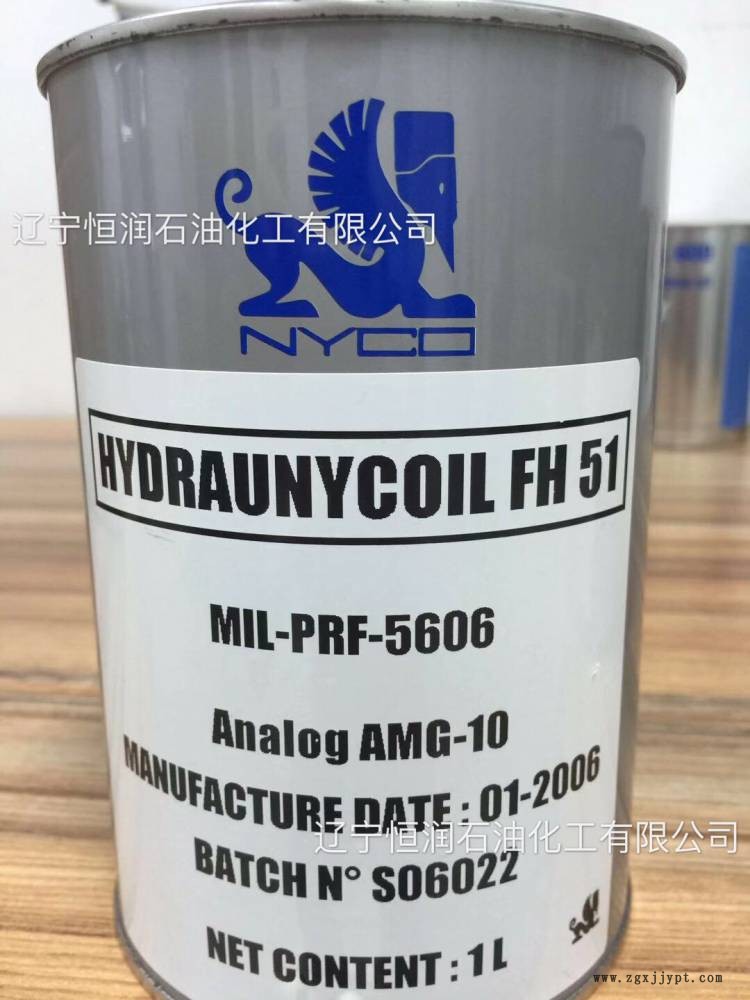 辽宁恒润石油化工有限公司
NYCO
HYDRAUNYCOIL FH 51
MIL-PRF-5606
Analog AMG-10
MANUFACTURE DATE : 01-2006
辽宁恒润石油化工有限公司
BATCH N° S06022
NET CONTENT : 1 L
www.zgxjjypt.com